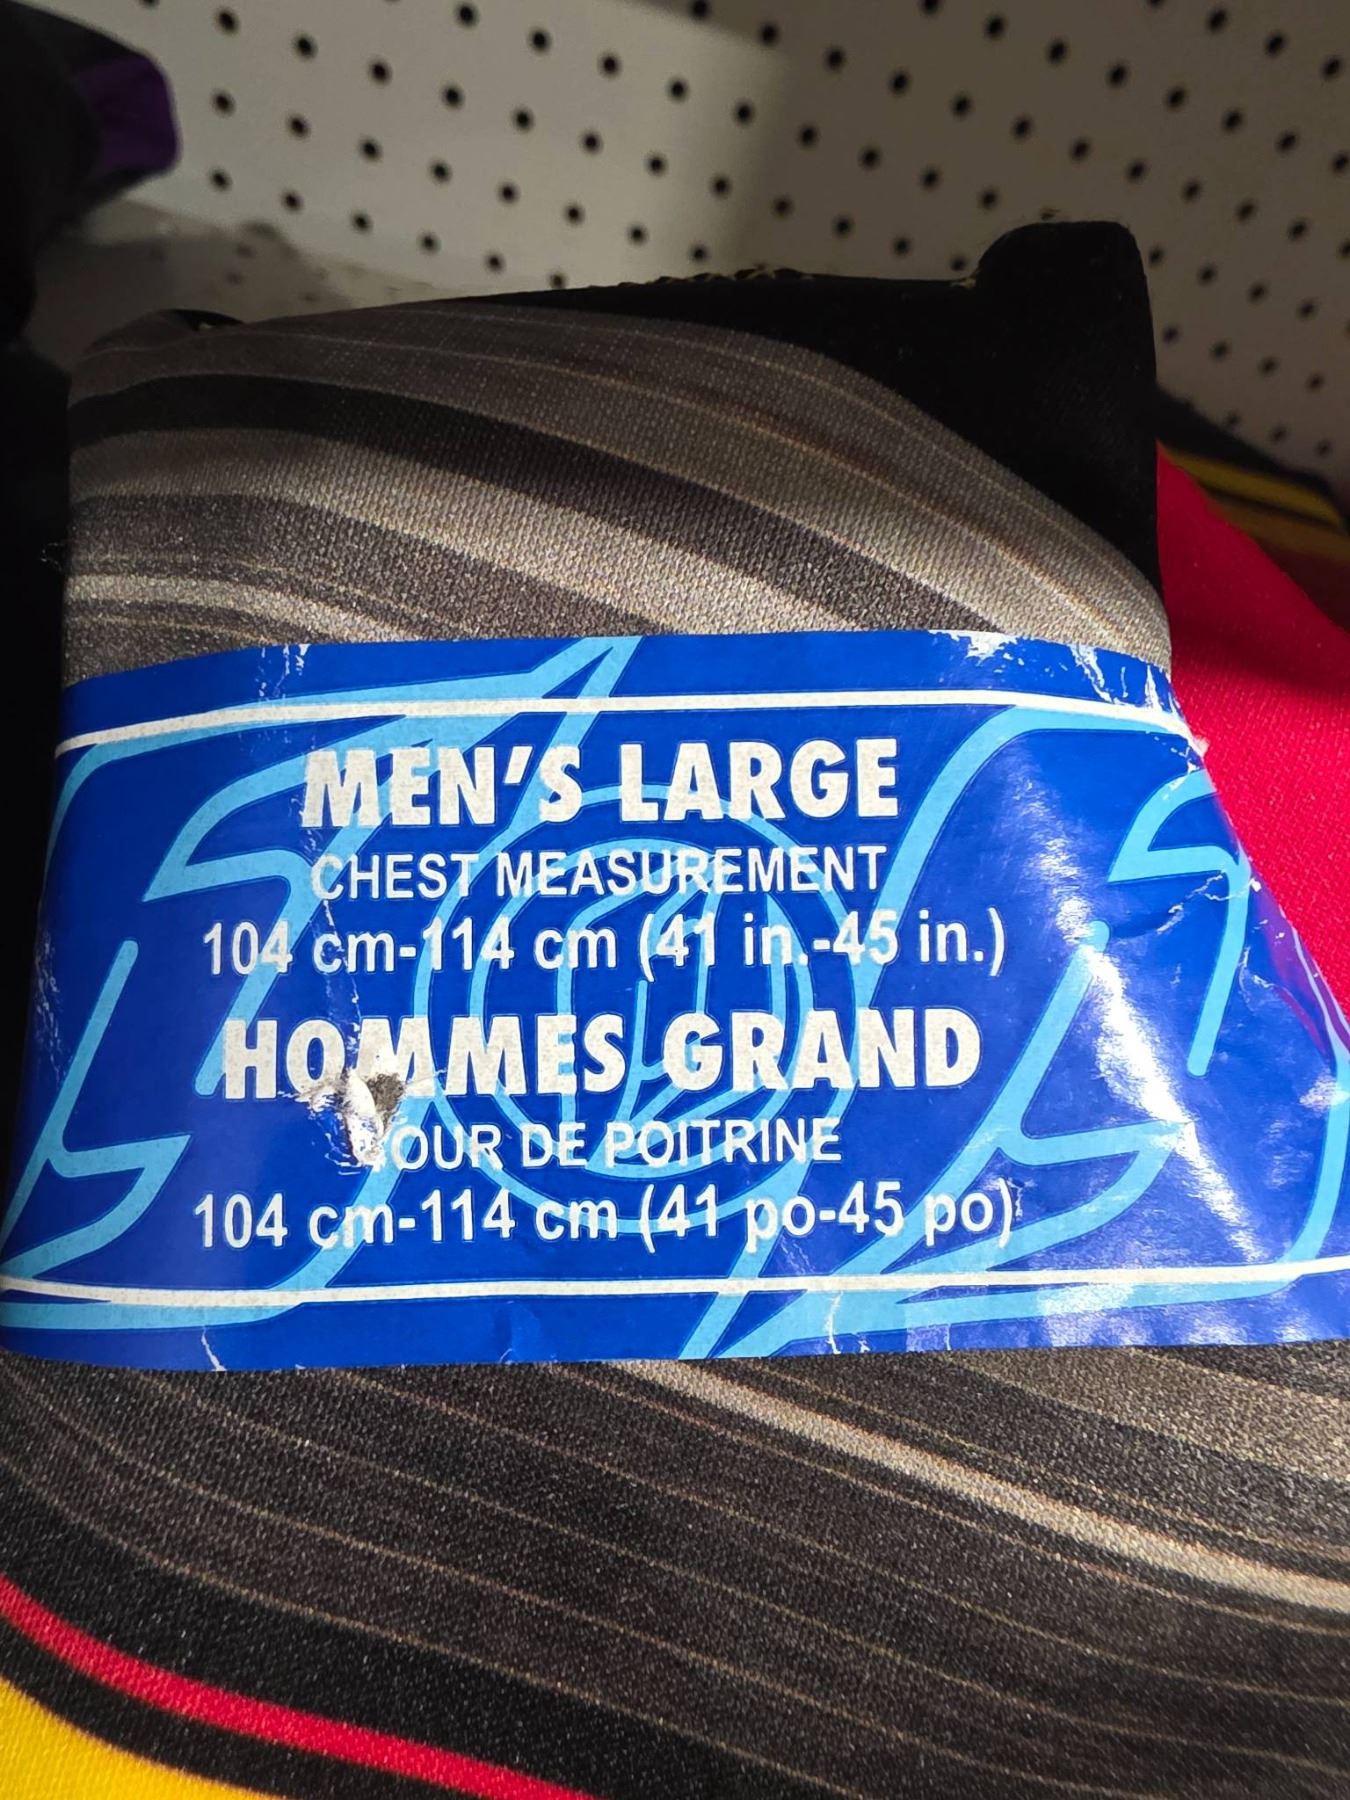 MEN'S LARGE
CHEST MEASUREMENT
104 cm-114 cm (41 in.-45 in.)
HOMMES GRAND
DE POITRINE
104 cm-114 cm (41 po-45 po)